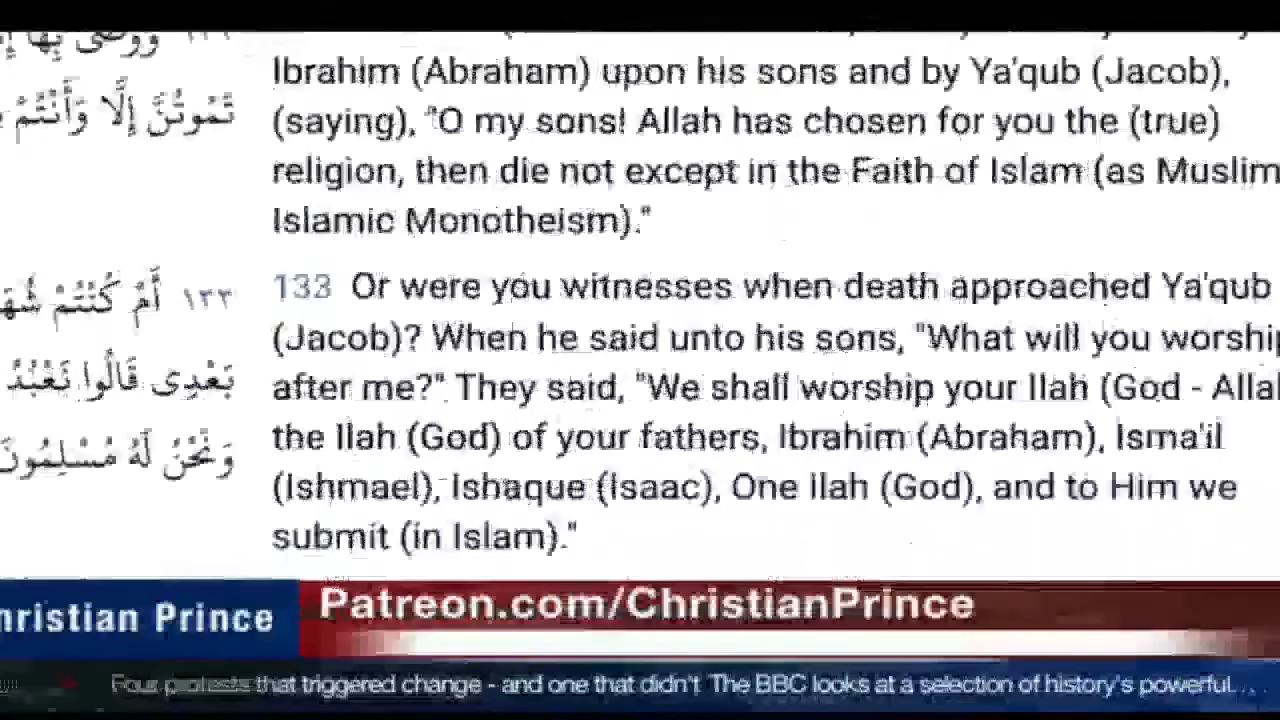 ووصى بها
Ibrahim (Abraham) upon his sons and by Ya'qub (Jacob),
تَمُوتُنَّ إِلَّا وَأَنْتُمْ
(saying), "O my sons! Allah has chosen for you the (true)
religion, then die not except in the Faith of Islam (as Muslim
Islamic Monotheism)."
١٣٣ أَمْ كُنْتُمْ
133 Or were you witnesses when death approached Ya'qub
(Jacob)? When he said unto his sons, "What will you worship
بَعْدِى قَالُوا نَعْبُدُ
after me?" They said, "We shall worship your Ilah (God - Allah
the Ilah (God) of your fathers, Ibrahim (Abraham), Isma'il
وَنَحْنُ لَهُ مُسْلِمُونَ
(Ishmael), Ishaque (Isaac), One Ilah (God), and to Him we
submit (in Islam)."
hristian Prince
Patreon.com/ChristianPrince
Four protests that triggered change - and one that didn't The BBC looks at a selection of history's powerful...